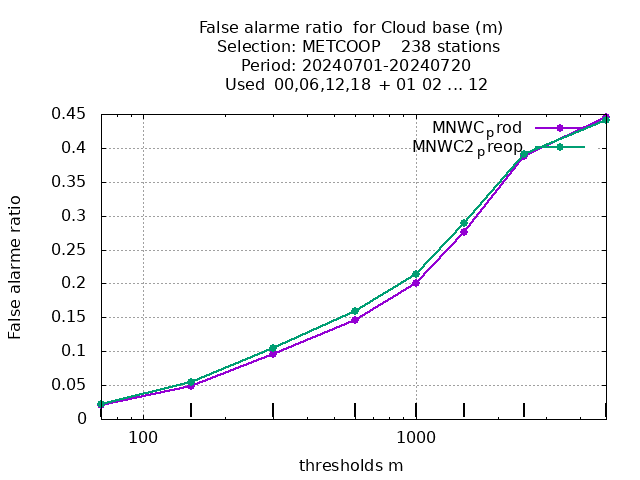 False alarme ratio  for Cloud base (m)
Selection: METCOOP    238 stations
Period: 20240701-20240720
Used  00,06,12,18  + 01 02 ... 12
MNWCprod
MNWC2preop
False alarme ratio
0.45
0.4
0.35
0.3
0.25
0.2
0.15
0.1
0.05
0
100
1000
thresholds m